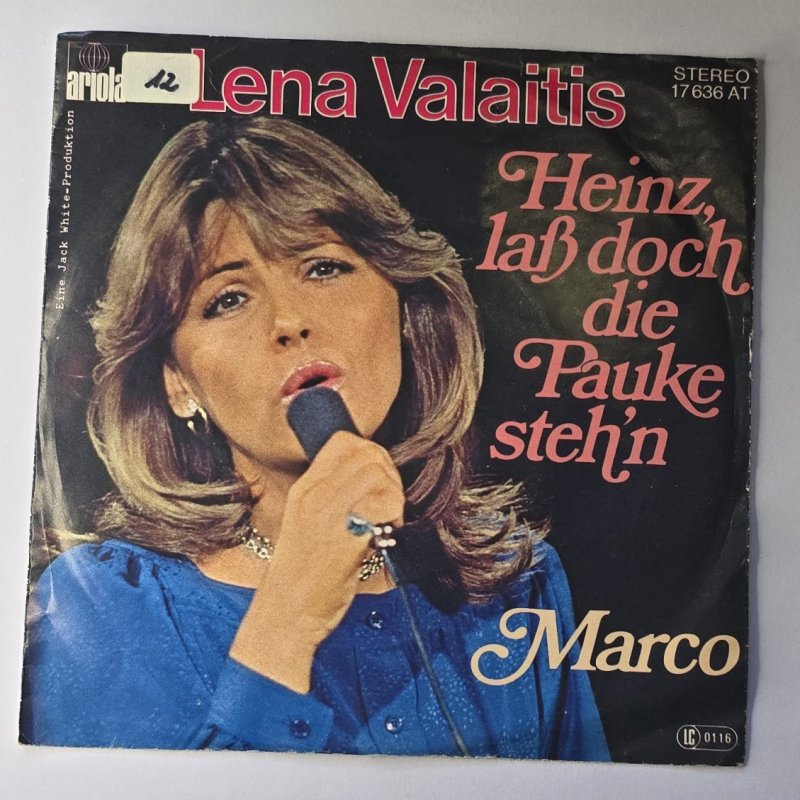 ariola
12
Lena Valaitis
STEREO
17 636 AT
Eine Jack White-Produktion
Heinz,
laß doch
die
Pauke
steh'n
Marco
LC 0116